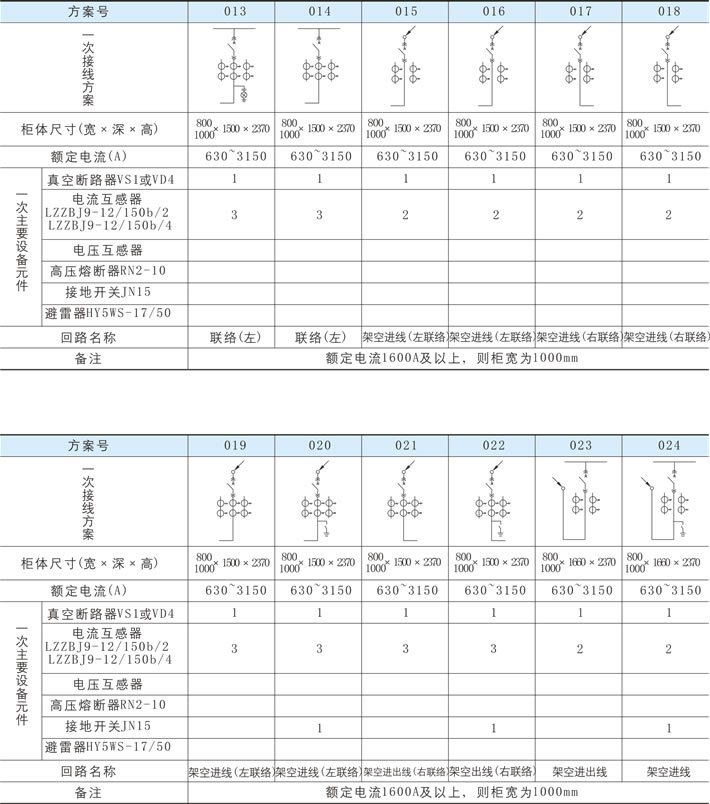 方案号 013 014 015 016 017 018
一次接线方案
柜体尺寸(宽×深×高) 800 1000×1500×2370 800 1000×1500×2370 800 1000×1500×2370 800 1000×1500×2370 800 1000×1500×2370 800 1000×1500×2370
额定电流(A) 630~3150 630~3150 630~3150 630~3150 630~3150 630~3150
一次主要设备元件
真空断路器VS1或VD4 1 1 1 1 1 1
电流互感器
LZZBJ9-12/150b/2
LZZBJ9-12/150b/4 3 3 2 2 2 2
电压互感器
高压熔断器RN2-10
接地开关JN15
避雷器HY5WS-17/50
回路名称 联络(左) 联络(左) 架空进线(左联络) 架空进线(左联络) 架空进线(右联络) 架空进线(右联络)
备注 额定电流1600A及以上，则柜宽为1000mm
方案号 019 020 021 022 023 024
一次接线方案
柜体尺寸(宽×深×高) 800 1000×1500×2370 800 1000×1500×2370 800 1000×1500×2370 800 1000×1500×2370 800 1000×1660×2370 800 1000×1660×2370
额定电流(A) 630~3150 630~3150 630~3150 630~3150 630~3150 630~3150
一次主要设备元件
真空断路器VS1或VD4 1 1 1 1 1 1
电流互感器
LZZBJ9-12/150b/2
LZZBJ9-12/150b/4 3 3 3 3 2 2
电压互感器
高压熔断器RN2-10
接地开关JN15 1 1 1
避雷器HY5WS-17/50
回路名称 架空进线(左联络) 架空进线(左联络) 架空进出线(右联络) 架空出线(右联络) 架空进出线 架空进线
备注 额定电流1600A及以上，则柜宽为1000mm